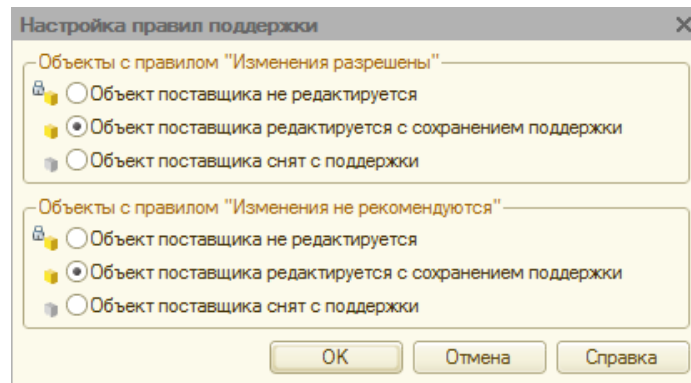 Настройка правил поддержки
Объекты с правилом "Изменения разрешены"
Объект поставщика не редактируется
Объект поставщика редактируется с сохранением поддержки
Объект поставщика снят с поддержки
Объекты с правилом "Изменения не рекомендуются"
Объект поставщика не редактируется
Объект поставщика редактируется с сохранением поддержки
Объект поставщика снят с поддержки
ОК Отмена Справка